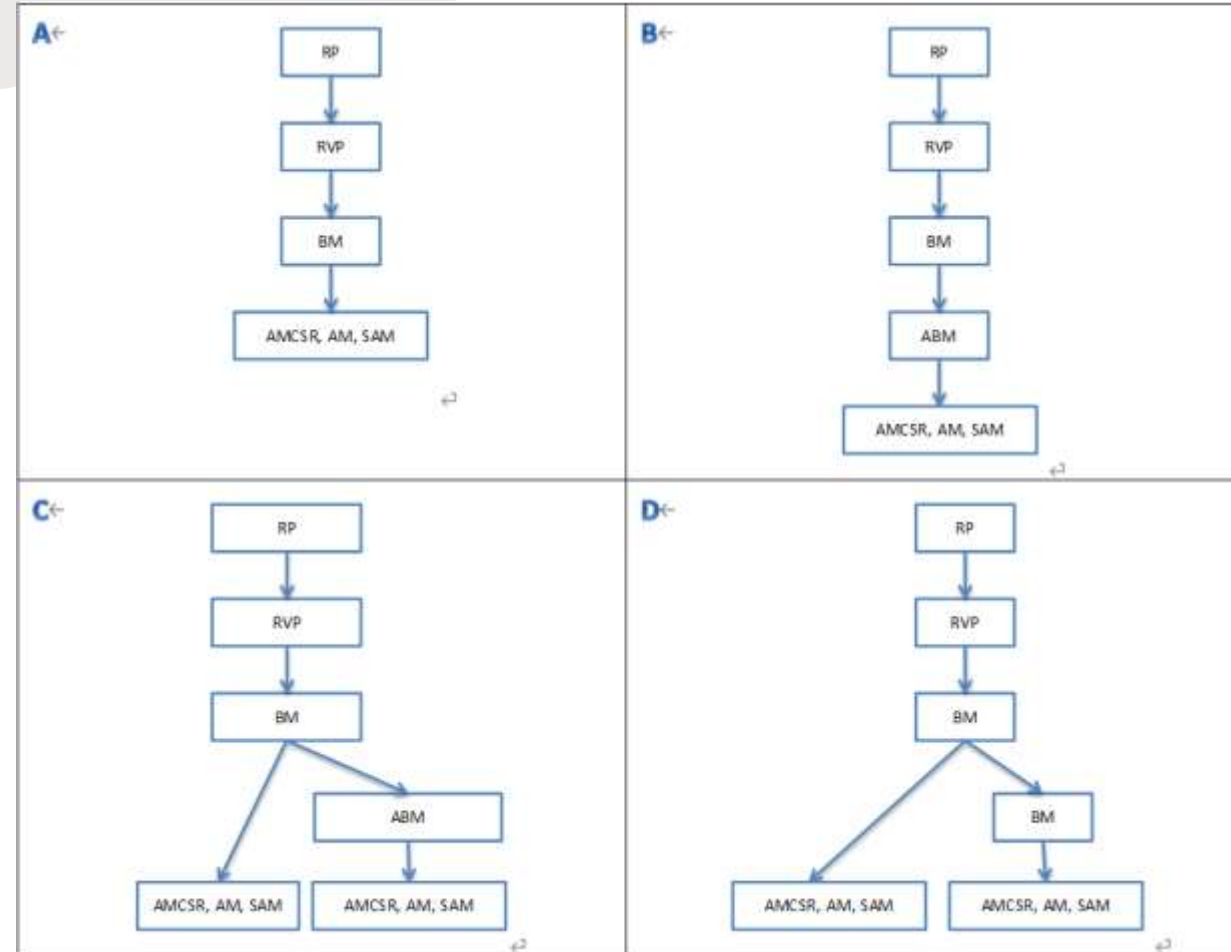 A
RP
RVP
BM
AMCSR, AM, SAM
B
RP
RVP
BM
ABM
AMCSR, AM, SAM
C
RP
RVP
BM
ABM
AMCSR, AM, SAM
AMCSR, AM, SAM
D
RP
RVP
BM
BM
AMCSR, AM, SAM
AMCSR, AM, SAM